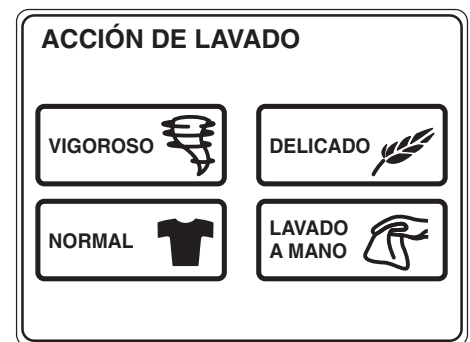 ACCIÓN DE LAVADO
VIGOROSO
DELICADO
NORMAL
LAVADO
A MANO